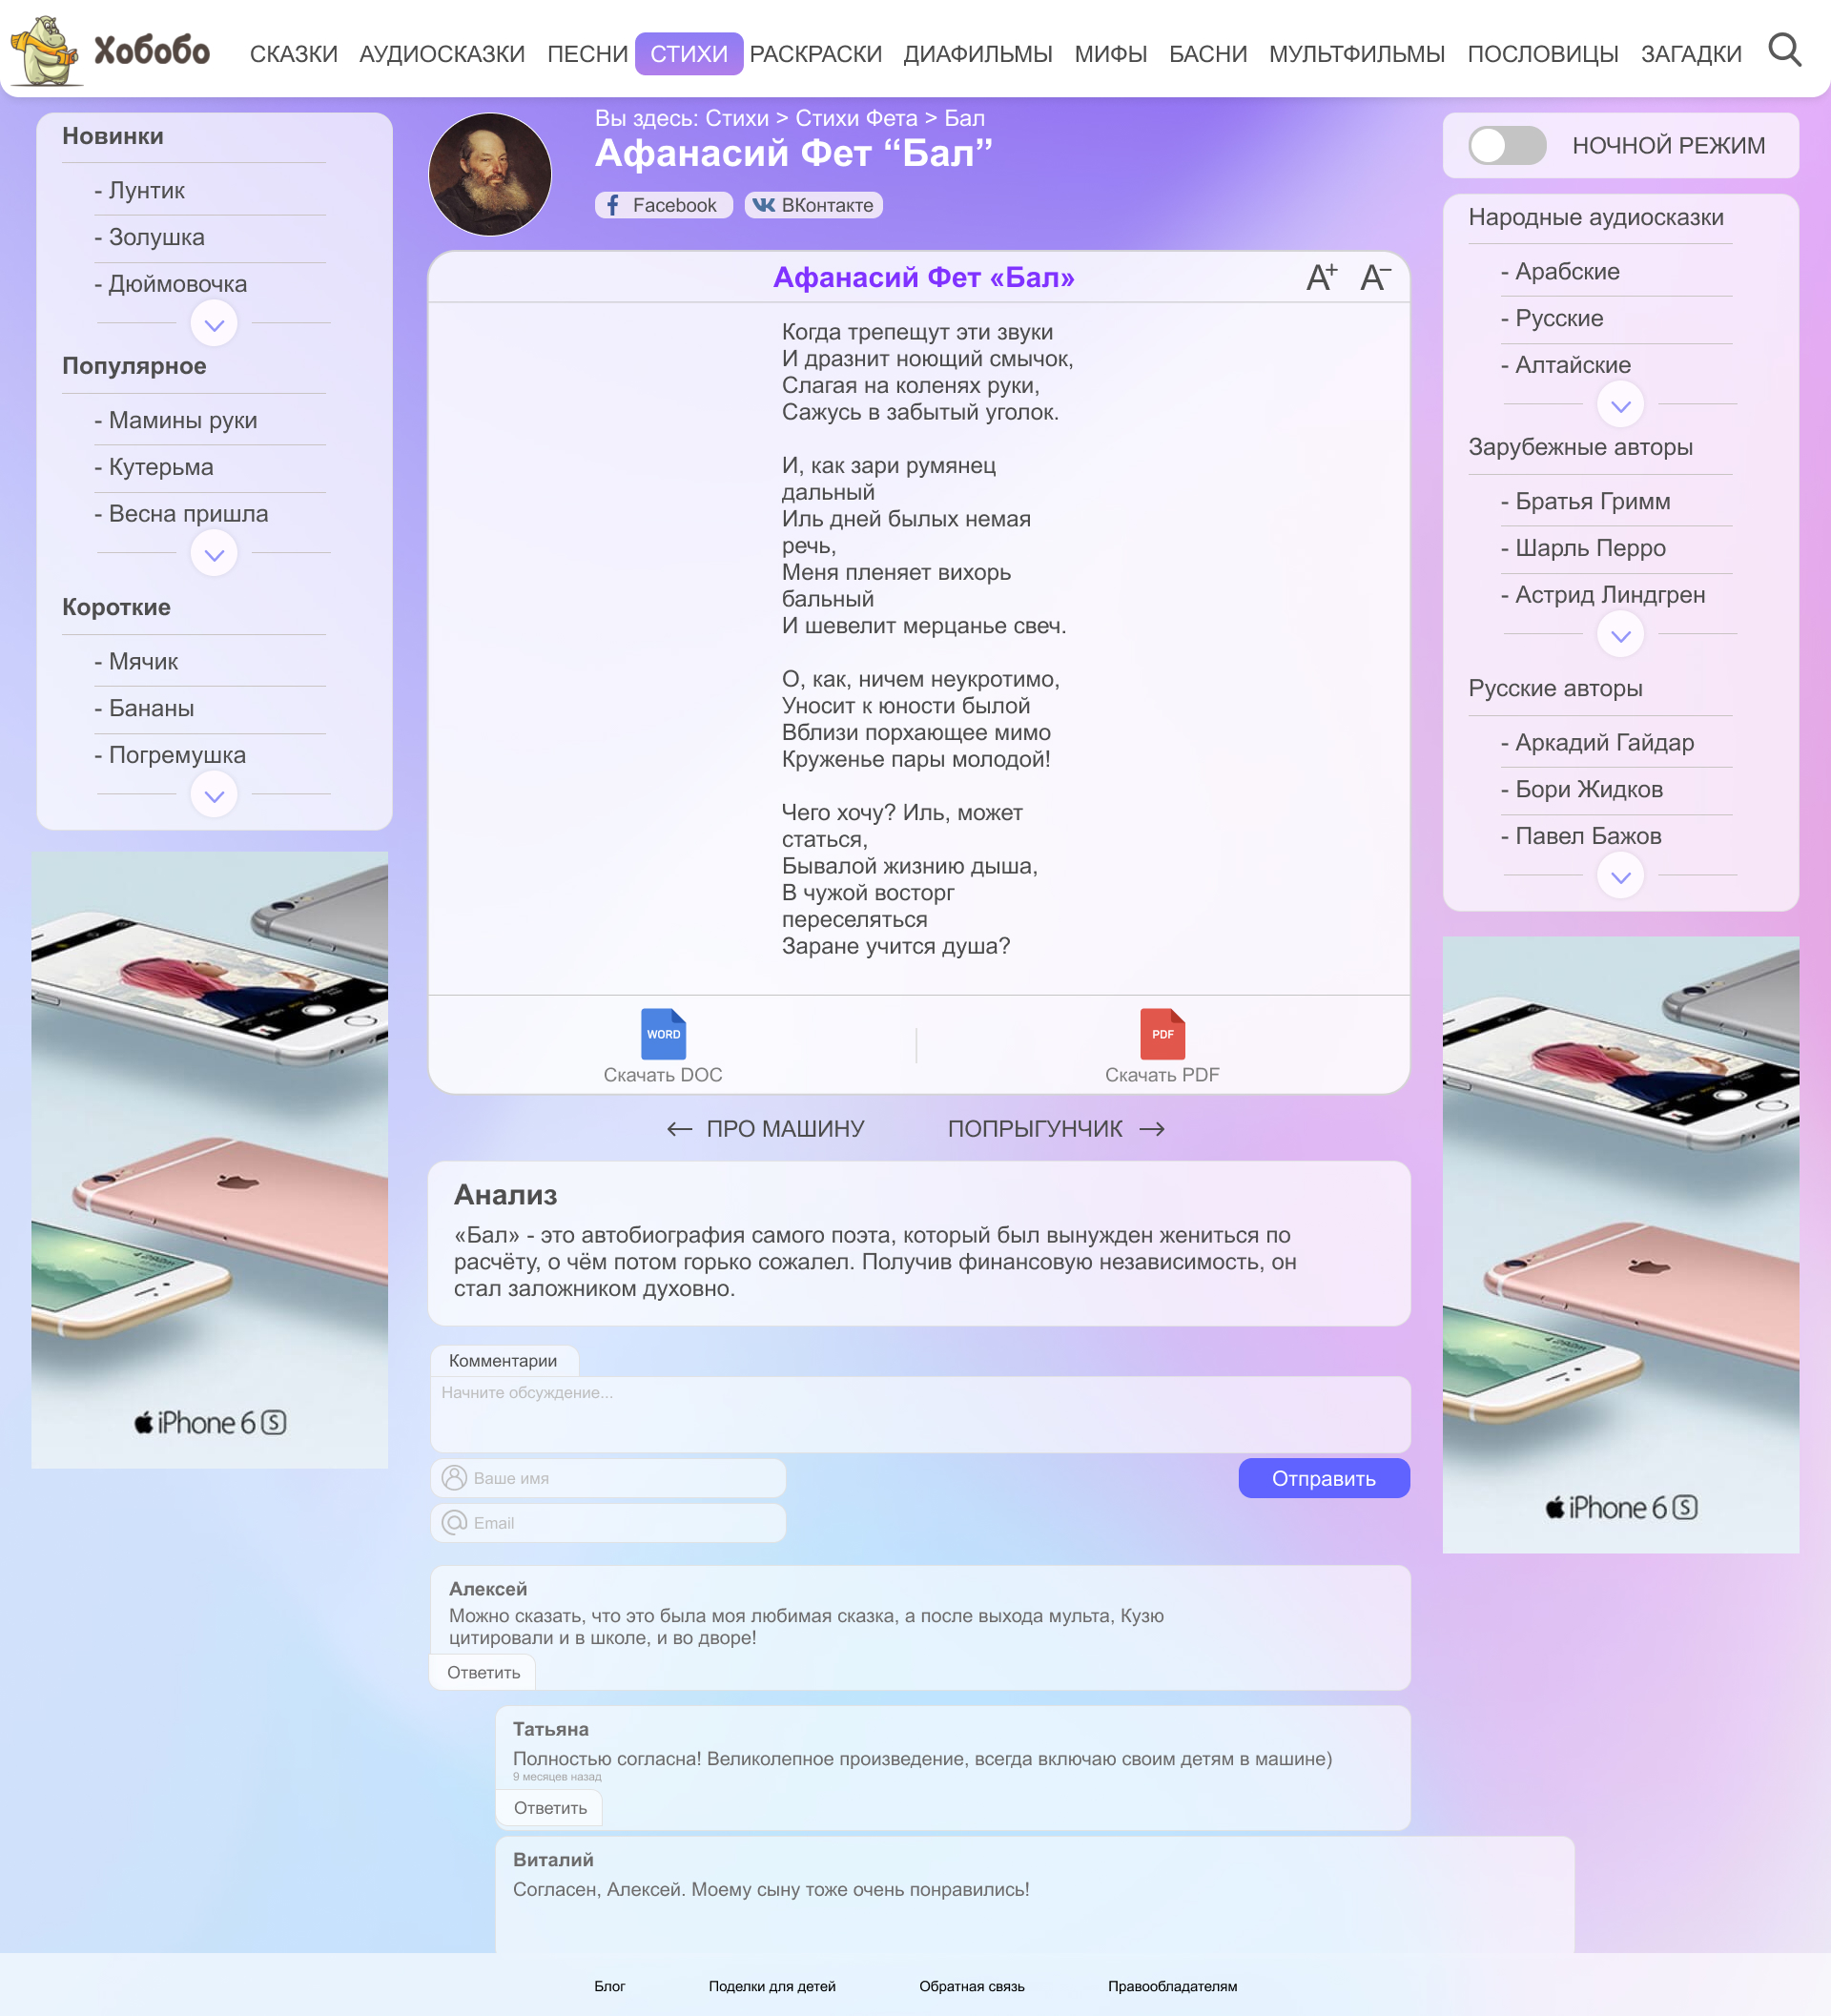 Хобобо
СКАЗКИ АУДИОСКАЗКИ ПЕСНИ СТИХИ РАСКРАСКИ ДИАФИЛЬМЫ МИФЫ БАСНИ МУЛЬТФИЛЬМЫ ПОСЛОВИЦЫ ЗАГАДКИ
Новинки
- Лунтик
- Золушка
- Дюймовочка
Популярное
- Мамины руки
- Кутерьма
- Весна пришла
Короткие
- Мячик
- Бананы
- Погремушка
iPhone 6 S
Вы здесь: Стихи > Стихи Фета > Бал
Афанасий Фет “Бал”
Facebook ВКонтакте
Афанасий Фет «Бал» A+ A−
Когда трепещут эти звуки
И дразнит ноющий смычок,
Слагая на коленях руки,
Сажусь в забытый уголок.
И, как зари румянец
дальный
Иль дней былых немая
речь,
Меня пленяет вихорь
бальный
И шевелит мерцанье свеч.
О, как, ничем неукротимо,
Уносит к юности былой
Вблизи порхающее мимо
Круженье пары молодой!
Чего хочу? Иль, может
статься,
Бывалой жизнию дыша,
В чужой восторг
переселяться
Заране учится душа?
WORD
Скачать DOC
PDF
Скачать PDF
← ПРО МАШИНУ ПОПРЫГУНЧИК →
Анализ
«Бал» - это автобиография самого поэта, который был вынужден жениться по
расчёту, о чём потом горько сожалел. Получив финансовую независимость, он
стал заложником духовно.
Комментарии
Начните обсуждение...
Ваше имя
Отправить
Email
Алексей
Можно сказать, что это была моя любимая сказка, а после выхода мульта, Кузю
цитировали и в школе, и во дворе!
Ответить
Татьяна
Полностью согласна! Великолепное произведение, всегда включаю своим детям в машине)
9 месяцев назад
Ответить
Виталий
Согласен, Алексей. Моему сыну тоже очень понравились!
НОЧНОЙ РЕЖИМ
Народные аудиосказки
- Арабские
- Русские
- Алтайские
Зарубежные авторы
- Братья Гримм
- Шарль Перро
- Астрид Линдгрен
Русские авторы
- Аркадий Гайдар
- Бори Жидков
- Павел Бажов
iPhone 6 S
Блог Поделки для детей Обратная связь Правообладателям